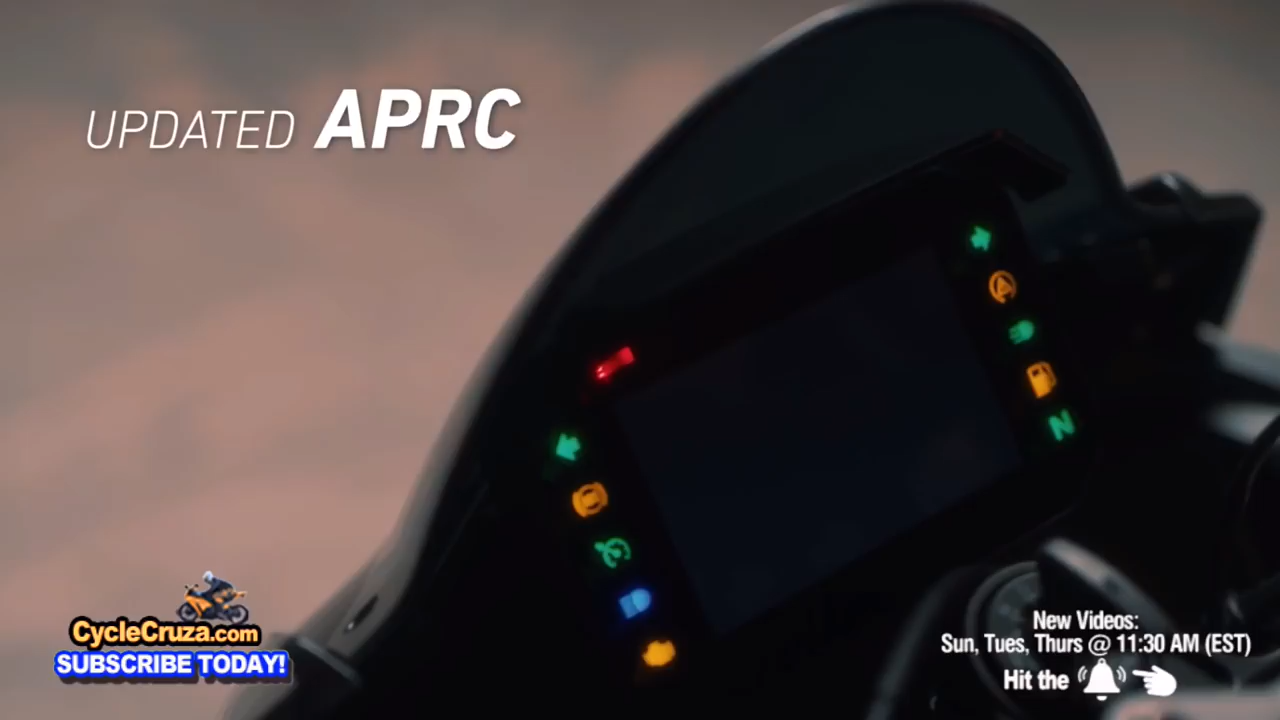 UPDATED APRC
N
CycleCruza.com
SUBSCRIBE TODAY!
New Videos:
Sun, Tues, Thurs @ 11:30 AM (EST)
Hit the